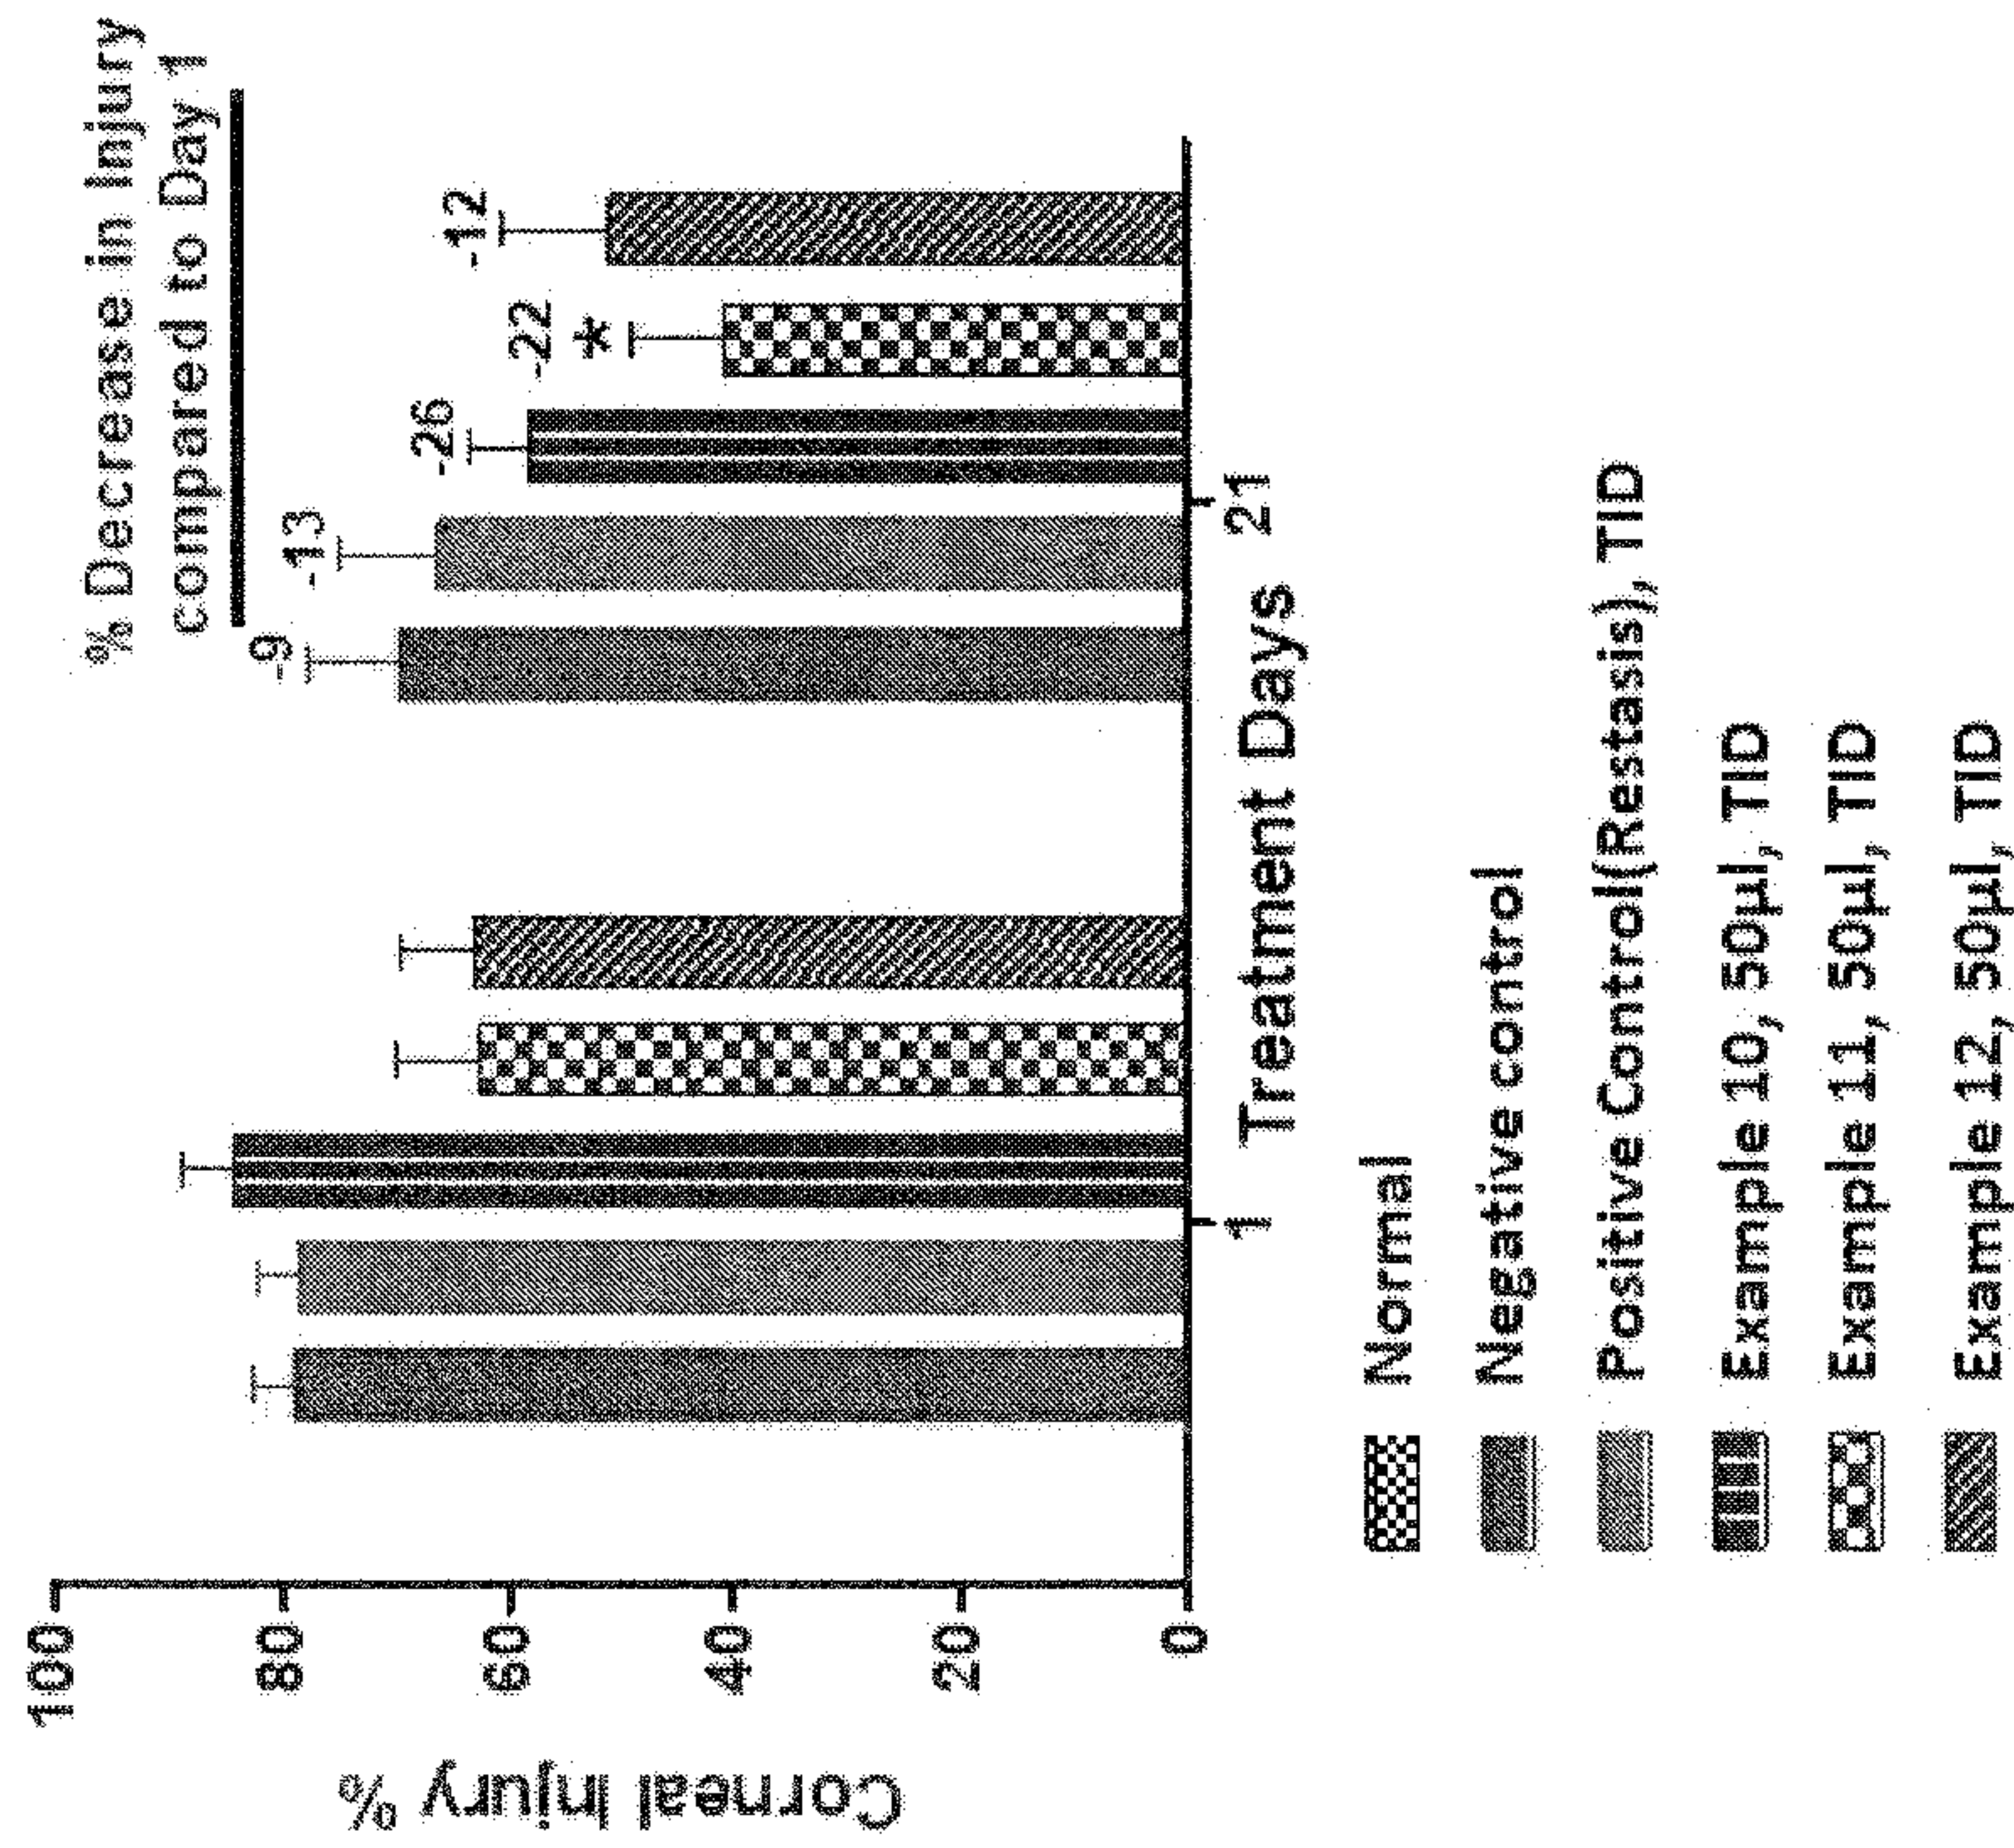 % Decrease in Injury
compared to Day 1
Corneal Injury %
100
80
60
40
20
0
-9
-13
-26
-22
*
-12
1
21
Treatment Days
Normal
Negative control
Positive Control(Restasis), TID
Example 10, 50µl, TID
Example 11, 50µl, TID
Example 12, 50µl, TID